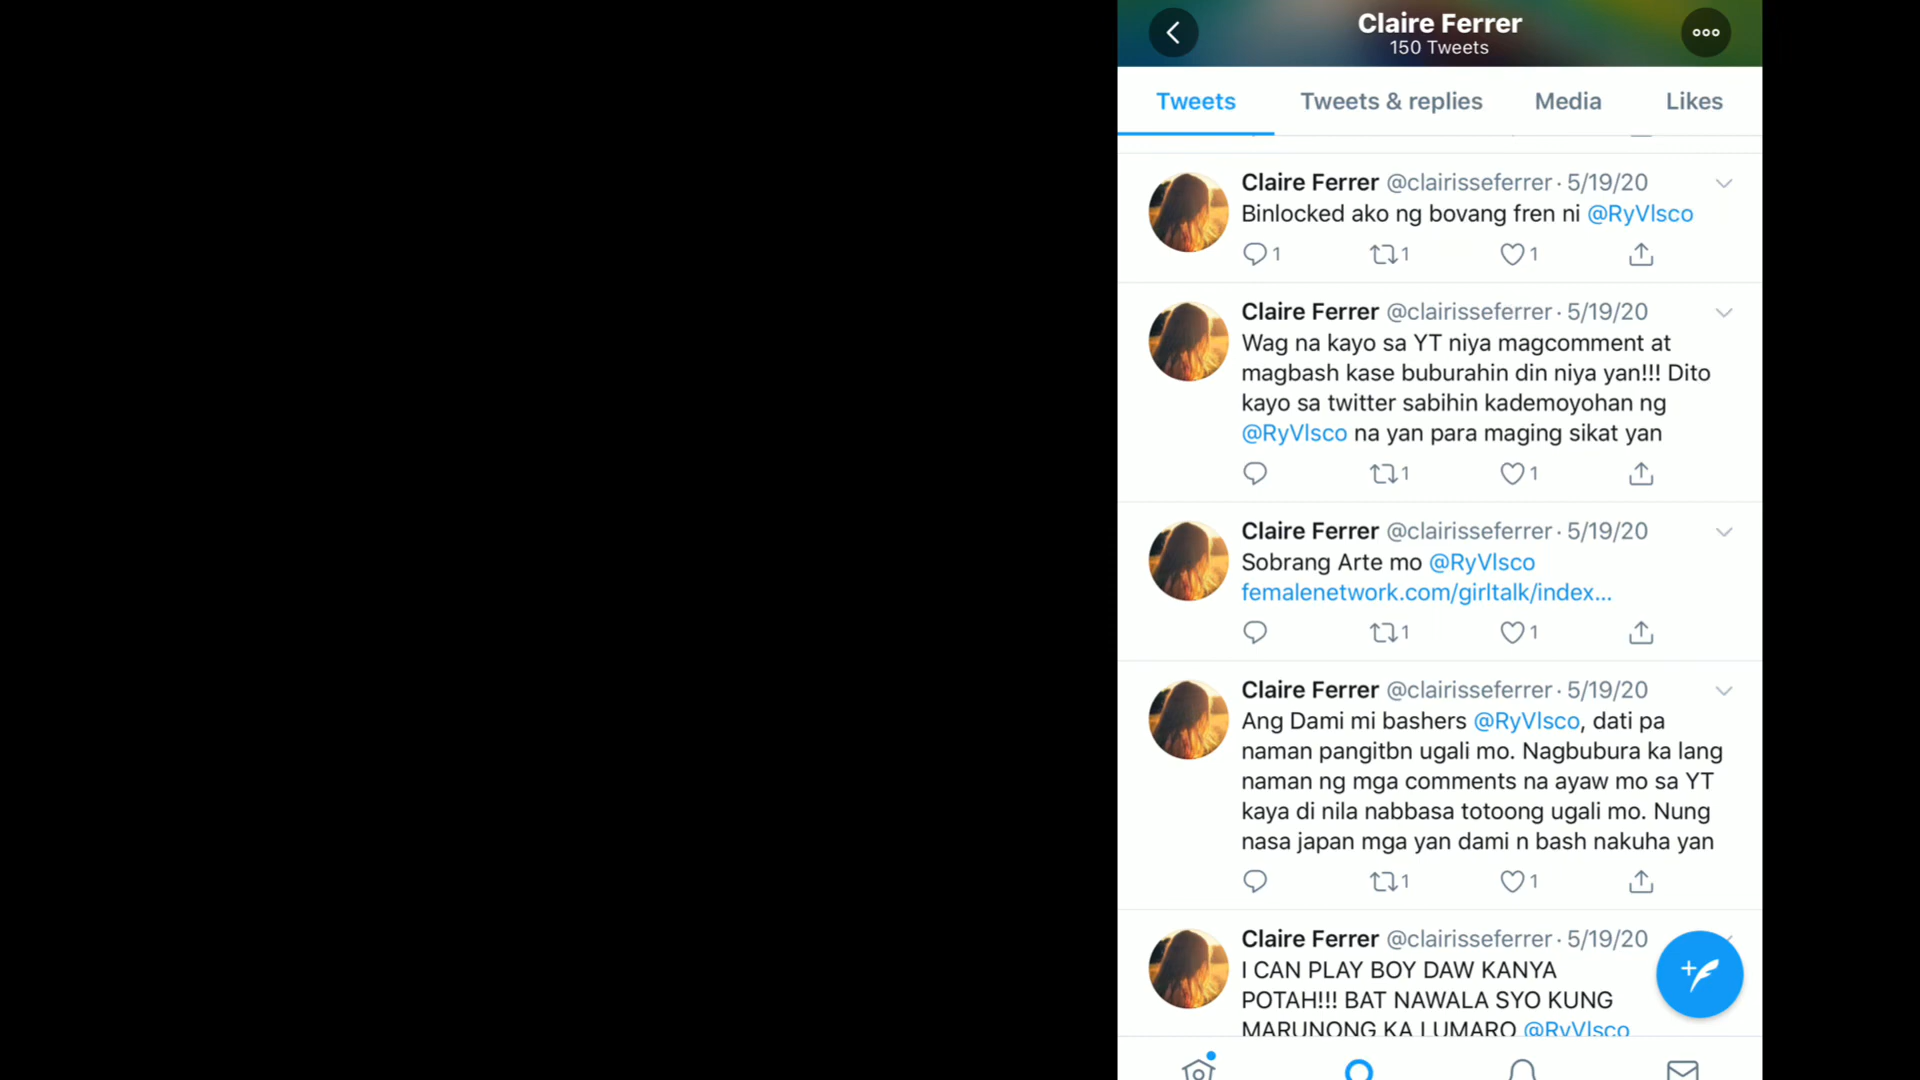 Claire Ferrer
150 Tweets
Tweets Tweets & replies Media Likes
Claire Ferrer @clairisseferrer · 5/19/20
Binlocked ako ng bovang fren ni @RyVlsco
1 1 1
Claire Ferrer @clairisseferrer · 5/19/20
Wag na kayo sa YT niya magcomment at
magbash kase buburahin din niya yan!!! Dito
kayo sa twitter sabihin kademoyohan ng
@RyVlsco na yan para maging sikat yan
1 1
Claire Ferrer @clairisseferrer · 5/19/20
Sobrang Arte mo @RyVlsco
femalenetwork.com/girltalk/index...
1 1
Claire Ferrer @clairisseferrer · 5/19/20
Ang Dami mi bashers @RyVlsco, dati pa
naman pangitbn ugali mo. Nagbubura ka lang
naman ng mga comments na ayaw mo sa YT
kaya di nila nabbasa totoong ugali mo. Nung
nasa japan mga yan dami n bash nakuha yan
1 1
Claire Ferrer @clairisseferrer · 5/19/20
I CAN PLAY BOY DAW KANYA
POTAH!!! BAT NAWALA SYO KUNG
MARUNONG KA LUMARO @RyVlsco